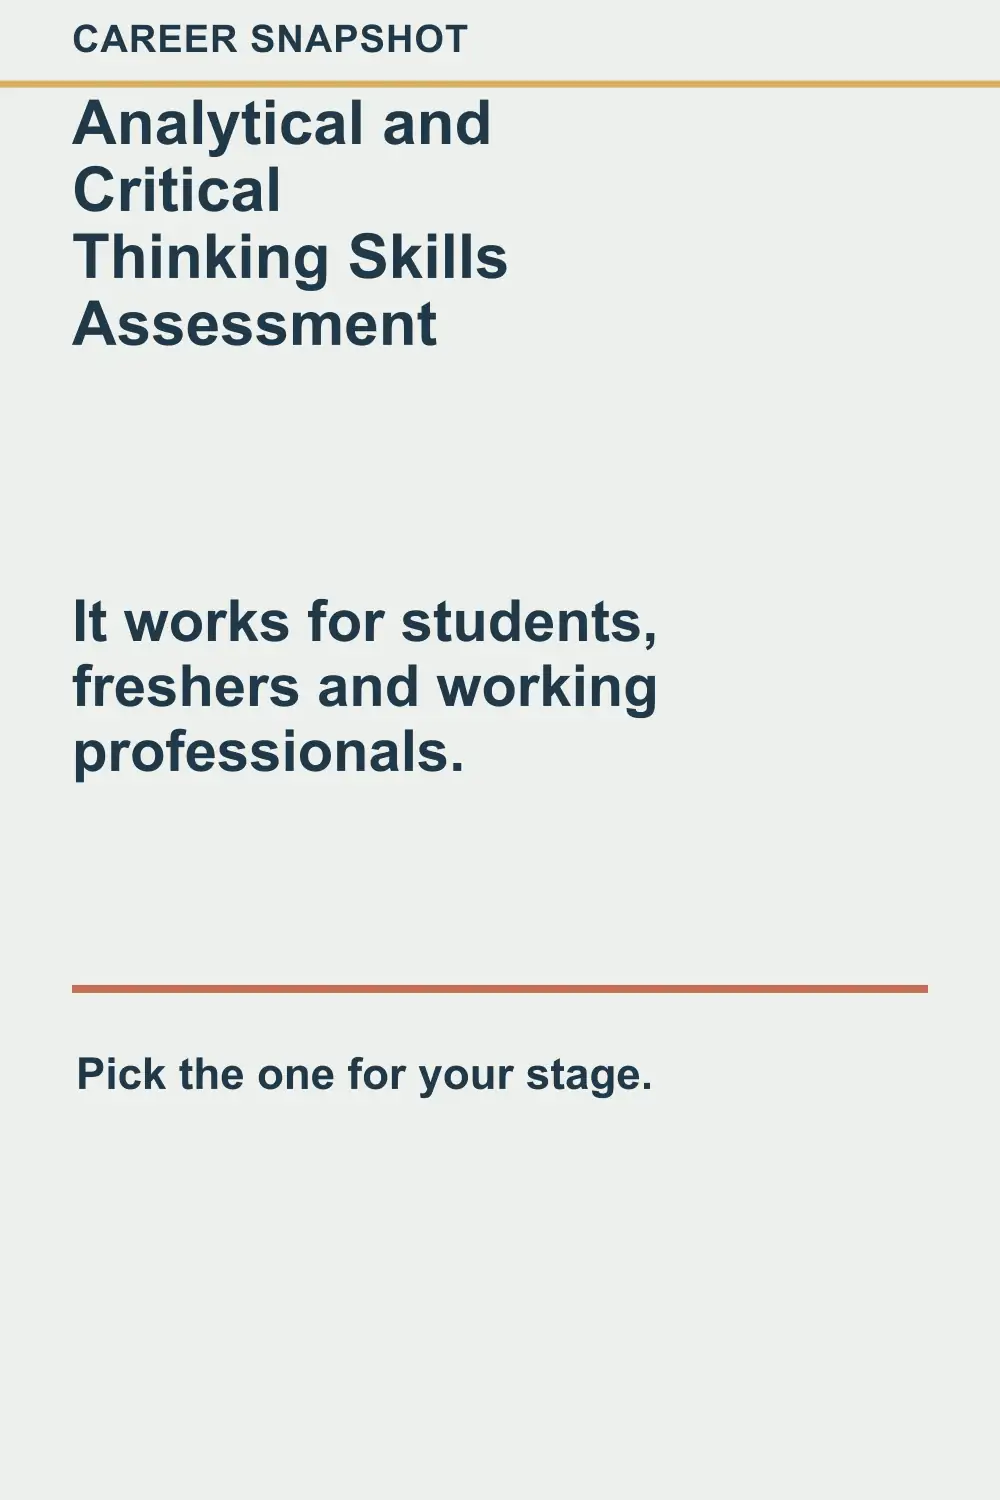 CAREER SNAPSHOT
Analytical and
Critical
Thinking Skills
Assessment
It works for students,
freshers and working
professionals.
Pick the one for your stage.